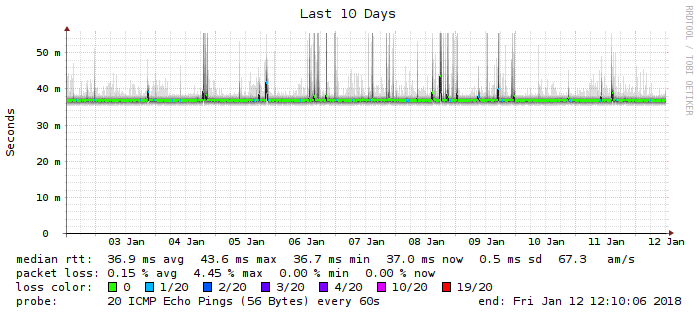 Last 10 Days
RRDTOOL / TOBI OETIKER
Seconds
50 m
40 m
30 m
20 m
10 m
0
03 Jan 04 Jan 05 Jan 06 Jan 07 Jan 08 Jan 09 Jan 10 Jan 11 Jan 12 Jan
median rtt: 36.9 ms avg 43.6 ms max 36.7 ms min 37.0 ms now 0.5 ms sd 67.3 am/s
packet loss: 0.15 % avg 4.45 % max 0.00 % min 0.00 % now
loss color: 0 1/20 2/20 3/20 4/20 10/20 19/20
probe: 20 ICMP Echo Pings (56 Bytes) every 60s end: Fri Jan 12 12:10:06 2018